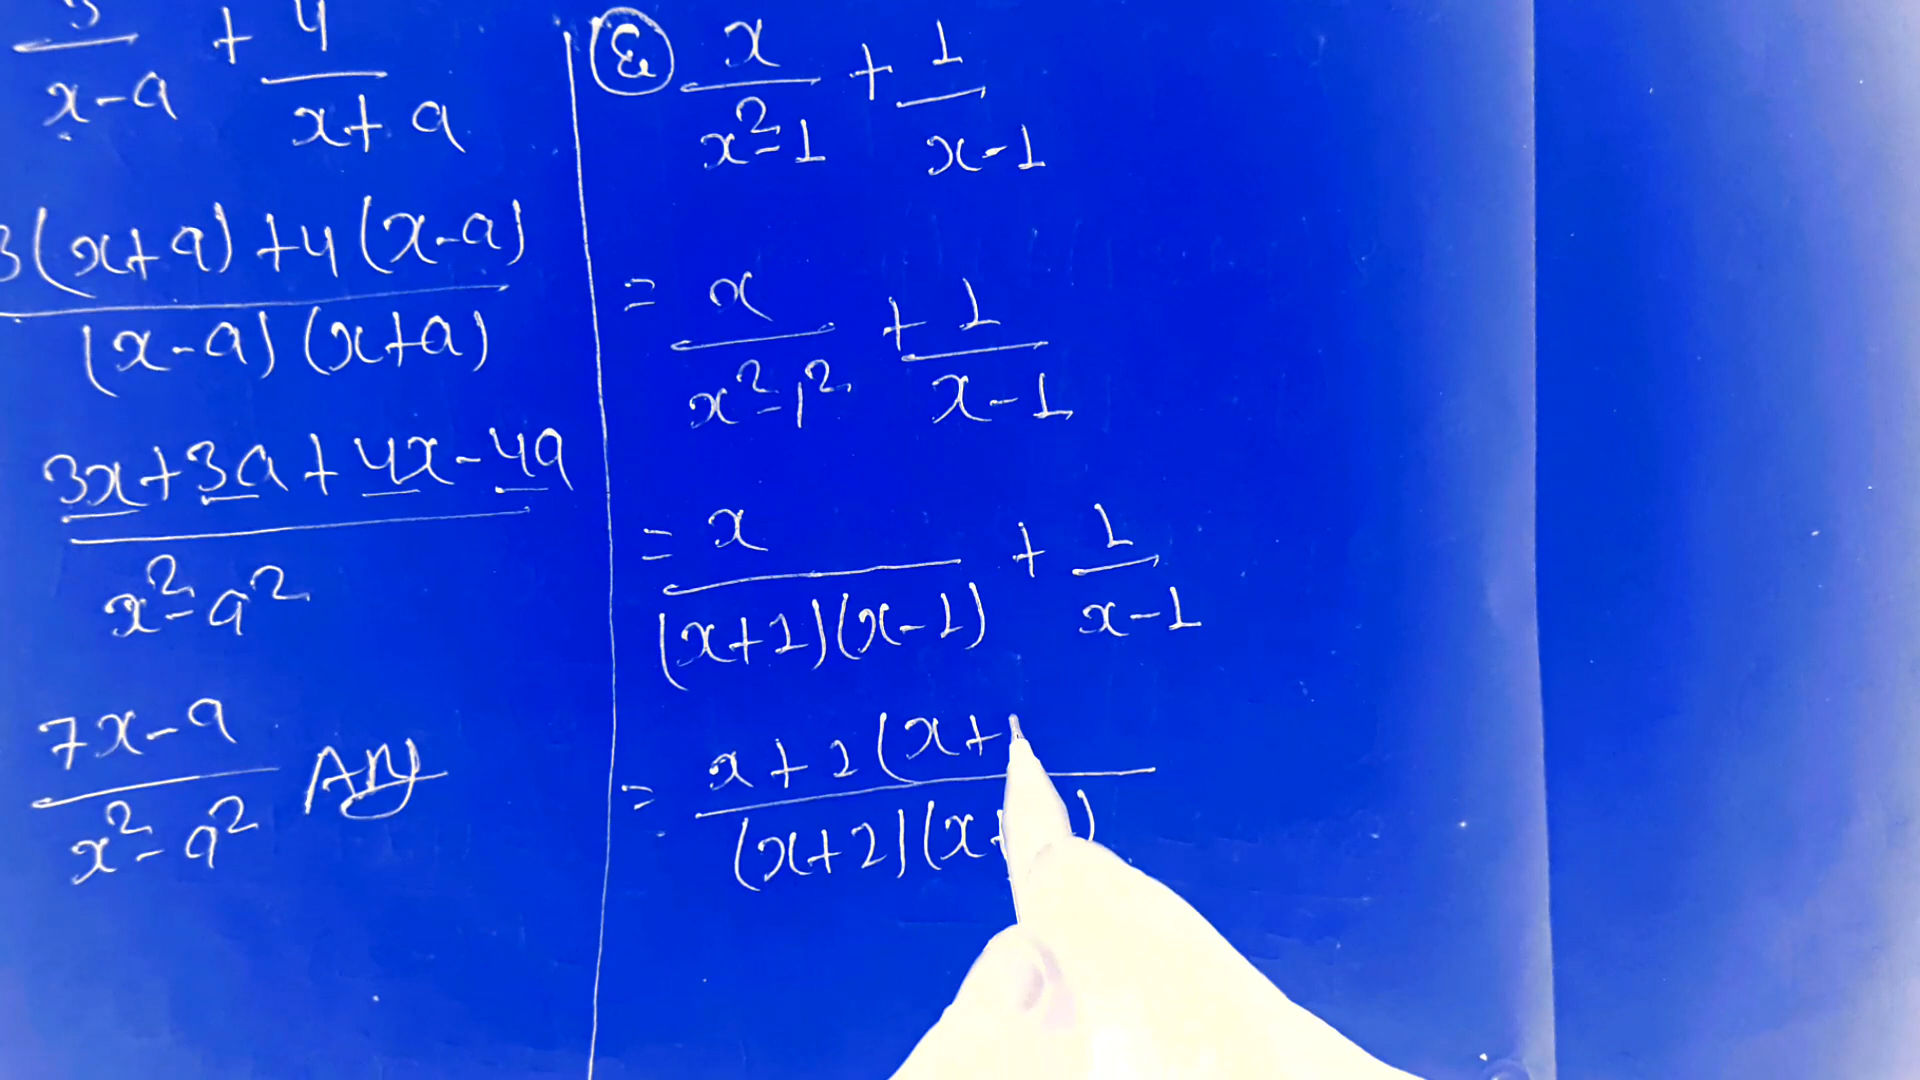 3/(x-a) + 4/(x+a)
3(x+a)+4(x-a)/(x-a)(x+a)
3x+3a+4x-4a/x²-a²
7x-a/x²-a² Ans
x/(x²-1) + 1/(x-1)
= x/(x²-1²) + 1/(x-1)
= x/(x+1)(x-1) + 1/(x-1)
= x+1(x+
(x+1)(x